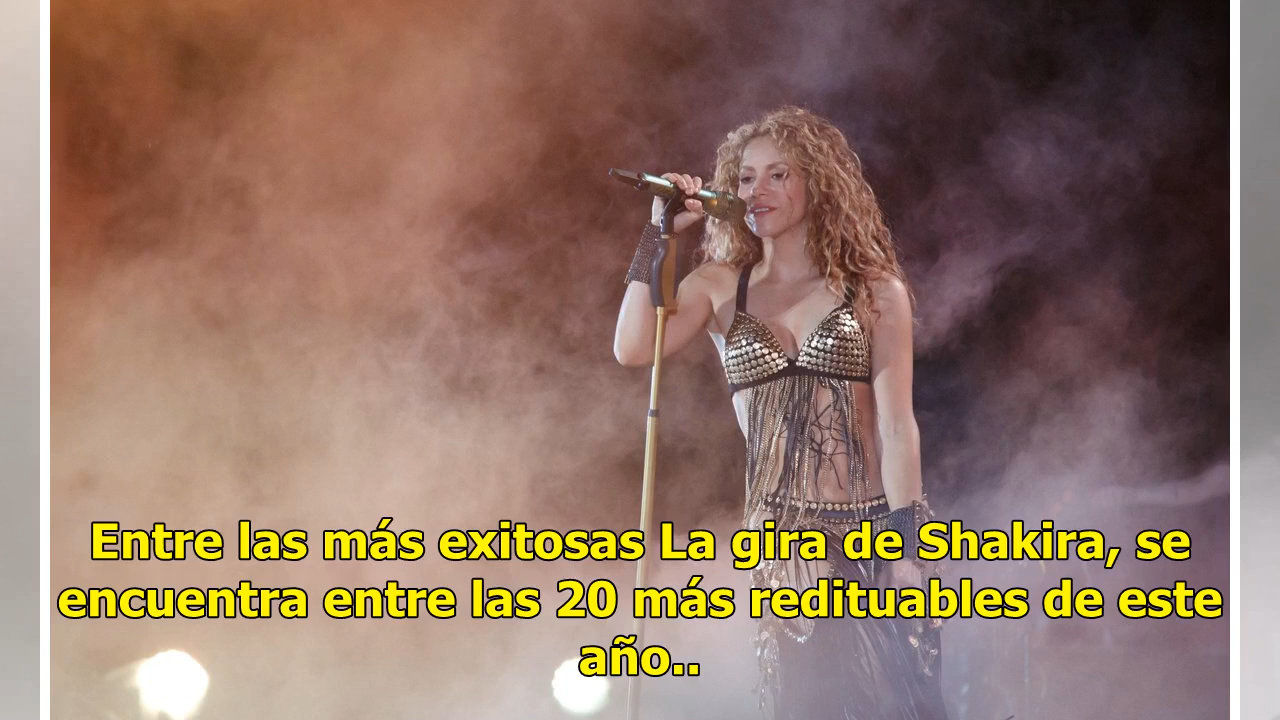 Entre las más exitosas La gira de Shakira, se
encuentra entre las 20 más redituables de este
año..